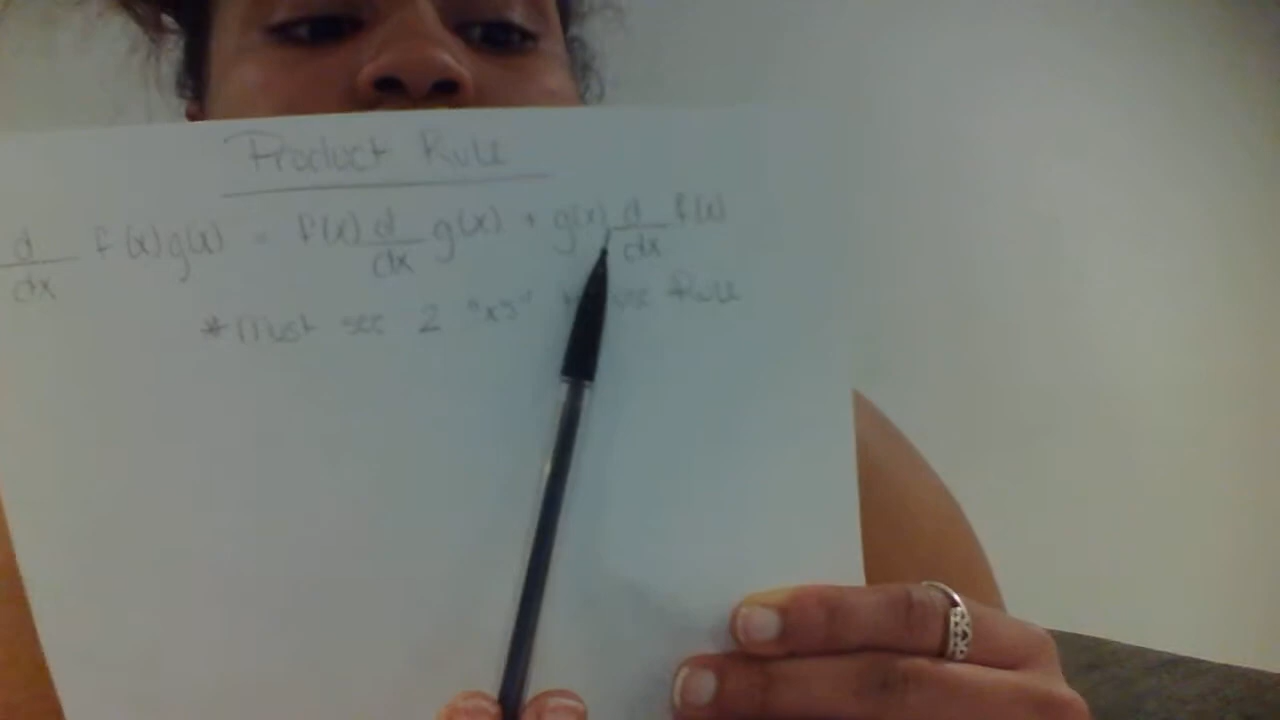 Product Rule
d/dx f(x)g(x) = f(x) d/dx g(x) + g(x) d/dx f(x)
*Must see 2 "x's" Rule